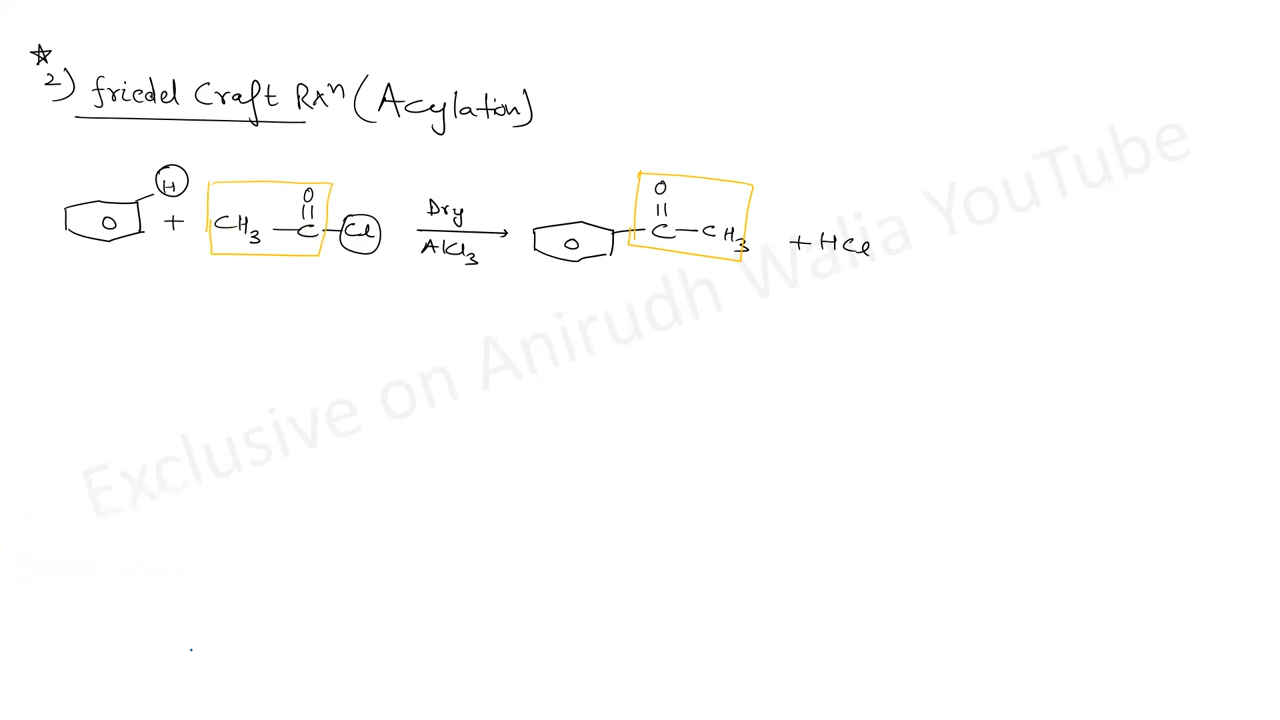 ☆
2) friedel Craft RXⁿ (Acylation)
H O O
+ CH3 – C – Cl Dry AlCl3 → C – CH3 + HCl
Exclusive on Anirudh Walia YouTube